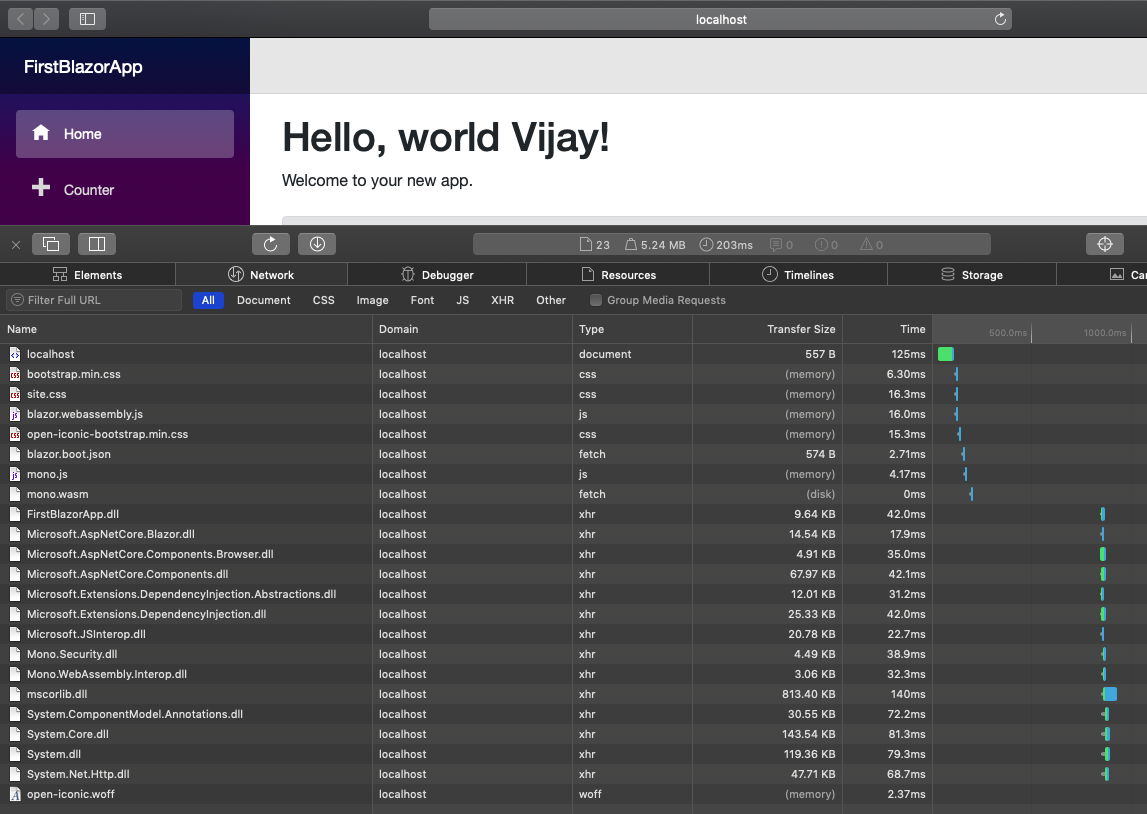 localhost
FirstBlazorApp
Home
Counter
Hello, world Vijay!
Welcome to your new app.
23 5.24 MB 203ms 0 0 0
Elements Network Debugger Resources Timelines Storage
Filter Full URL All Document CSS Image Font JS XHR Other Group Media Requests
Name Domain Type Transfer Size Time 500.0ms 1000.0ms
localhost localhost document 557 B 125ms
bootstrap.min.css localhost css (memory) 6.30ms
site.css localhost css (memory) 16.3ms
blazor.webassembly.js localhost js (memory) 16.0ms
open-iconic-bootstrap.min.css localhost css (memory) 15.3ms
blazor.boot.json localhost fetch 574 B 2.71ms
mono.js localhost js (memory) 4.17ms
mono.wasm localhost fetch (disk) 0ms
FirstBlazorApp.dll localhost xhr 9.64 KB 42.0ms
Microsoft.AspNetCore.Blazor.dll localhost xhr 14.54 KB 17.9ms
Microsoft.AspNetCore.Components.Browser.dll localhost xhr 4.91 KB 35.0ms
Microsoft.AspNetCore.Components.dll localhost xhr 67.97 KB 42.1ms
Microsoft.Extensions.DependencyInjection.Abstractions.dll localhost xhr 12.01 KB 31.2ms
Microsoft.Extensions.DependencyInjection.dll localhost xhr 25.33 KB 42.0ms
Microsoft.JSInterop.dll localhost xhr 20.78 KB 22.7ms
Mono.Security.dll localhost xhr 4.49 KB 38.9ms
Mono.WebAssembly.Interop.dll localhost xhr 3.06 KB 32.3ms
mscorlib.dll localhost xhr 813.40 KB 140ms
System.ComponentModel.Annotations.dll localhost xhr 30.55 KB 72.2ms
System.Core.dll localhost xhr 143.54 KB 81.3ms
System.dll localhost xhr 119.36 KB 79.3ms
System.Net.Http.dll localhost xhr 47.71 KB 68.7ms
open-iconic.woff localhost woff (memory) 2.37ms